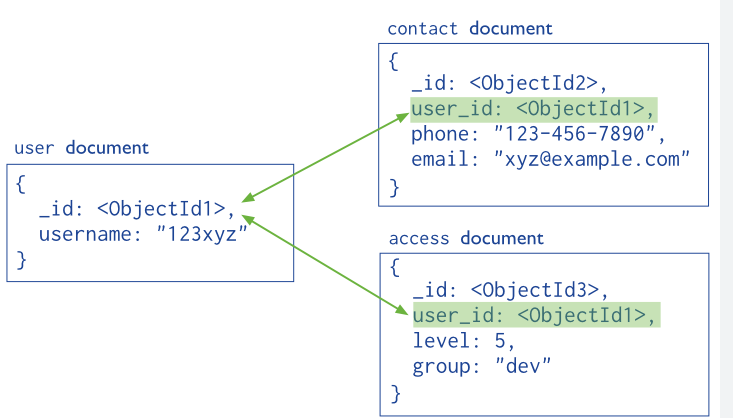 contact document
{
_id: <ObjectId2>,
user_id: <ObjectId1>,
phone: "123-456-7890",
email: "xyz@example.com"
}
user document
{
_id: <ObjectId1>,
username: "123xyz"
}
access document
{
_id: <ObjectId3>,
user_id: <ObjectId1>,
level: 5,
group: "dev"
}